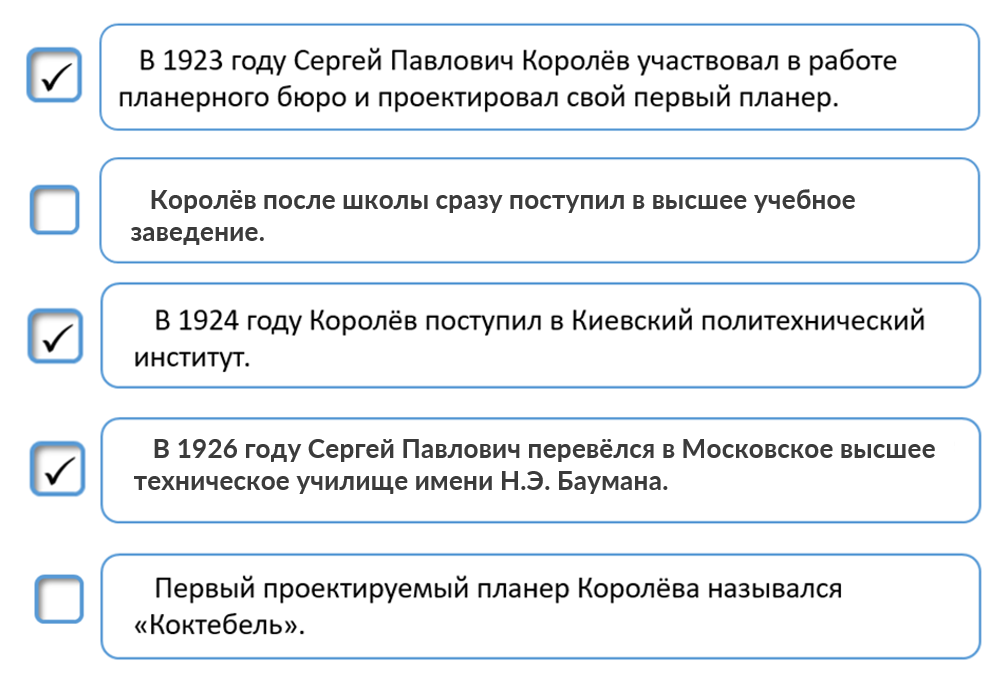 В 1923 году Сергей Павлович Королёв участвовал в работе
планерного бюро и проектировал свой первый планер.
Королёв после школы сразу поступил в высшее учебное
заведение.
В 1924 году Королёв поступил в Киевский политехнический
институт.
В 1926 году Сергей Павлович перевёлся в Московское высшее
техническое училище имени Н.Э. Баумана.
Первый проектируемый планер Королёва назывался
«Коктебель».